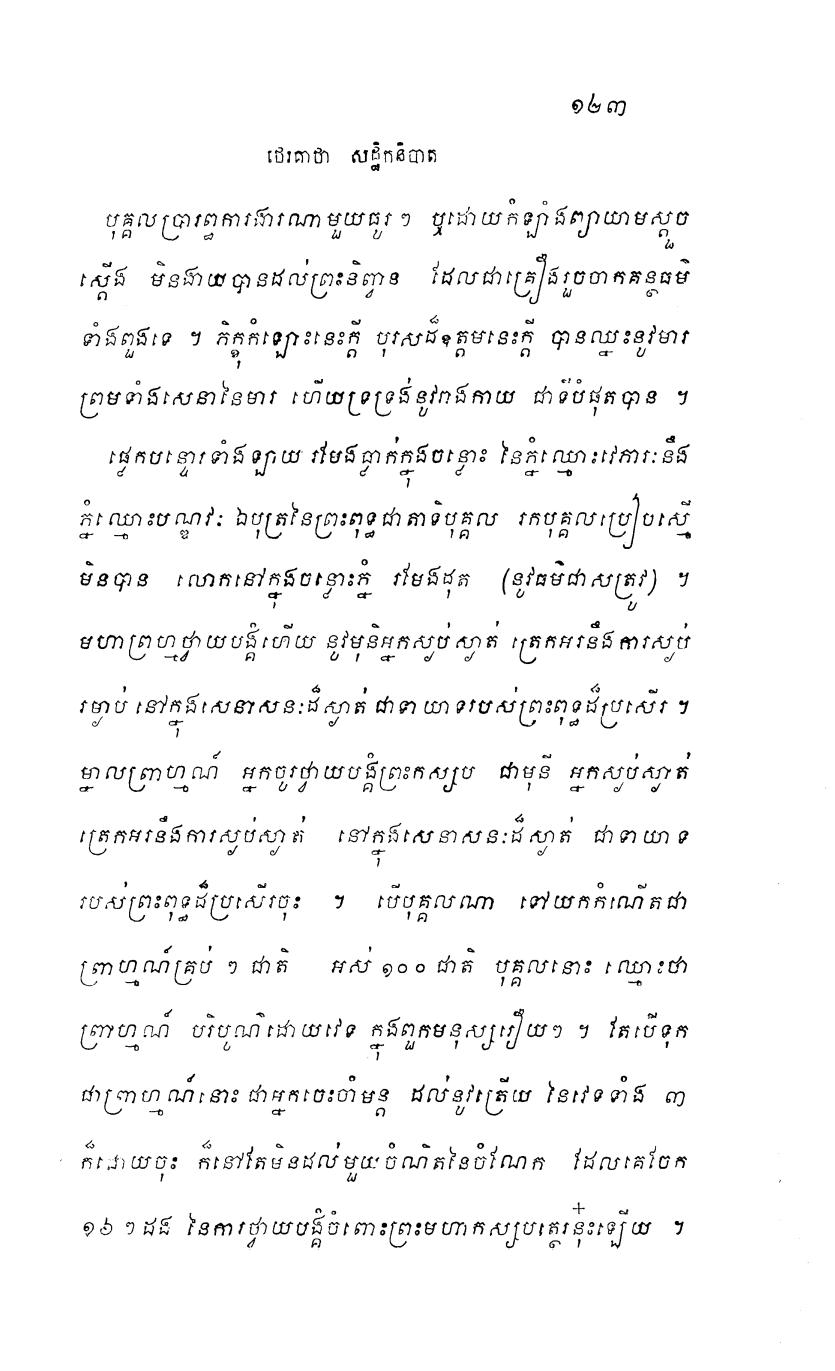 ១២៣
ថេរគាថា សដ្ឋិកនិបាត
បុគ្គលប្រារព្ធការងារណាមួយធូរ ៗ ឬដោយកំឡាំងព្យាយាមស្តួច
ស្តើង មិនងាយបានដល់ព្រះនិព្វាន ដែលជាគ្រឿងរួចចាកគន្ថធម៌
ទាំងពួងទេ ។ ភិក្ខុកំឡោះនេះក្តី បុរសដ៏ឧត្តមនេះក្តី បានឈ្នះនូវមារ
ព្រមទាំងសេនានៃមារ ហើយទ្រទ្រង់នូវរាងកាយ ជាទីបំផុតបាន ។
ផ្លេកបន្ទោរទាំងឡាយ រមែងធ្លាក់ក្នុងចន្លោះ នៃភ្នំឈ្មោះវេភារៈនឹង
ភ្នំឈ្មោះបណ្ឌវៈ ឯបុត្រនៃព្រះពុទ្ធជាតាទិបុគ្គល រកបុគ្គលប្រៀបស្មើ
មិនបាន លោកនៅក្នុងចន្លោះភ្នំ រមែងដុត (នូវធម៌ជាសត្រូវ) ។
មហាព្រហ្មថ្វាយបង្គំហើយ នូវមុនិអ្នកស្ងប់ស្ងាត់ ត្រេកអរនឹងការស្ងប់
រម្ងាប់ នៅក្នុងសេនាសនៈដ៏ស្ងាត់ ជាទាយាទរបស់ព្រះពុទ្ធដ៏ប្រសើរ ។
ម្នាលព្រាហ្មណ៍ អ្នកចូរថ្វាយបង្គំព្រះកស្សប ជាមុនី អ្នកស្ងប់ស្ងាត់
ត្រេកអរនឹងការស្ងប់ស្ងាត់ នៅក្នុងសេនាសនៈដ៏ស្ងាត់ ជាទាយាទ
របស់ព្រះពុទ្ធដ៏ប្រសើរចុះ ។ បើបុគ្គលណា ទៅយកកំណើតជា
ព្រាហ្មណ៍គ្រប់ ៗ ជាតិ អស់ ១០០ ជាតិ បុគ្គលនោះ ឈ្មោះថា
ព្រាហ្មណ៍ បរិបូណ៌ដោយវេទ ក្នុងពួកមនុស្សរឿយៗ ។ តែបើទុក
ជាព្រាហ្មណ៍នោះ ជាអ្នកចេះចាំមន្ត ដល់នូវត្រើយ នៃវេទទាំង ៣
ក៏ដោយចុះ ក៏នៅតែមិនដល់មួយចំណិតនៃចំណែក ដែលគេចែក
១៦ ៗ ដង នៃការថ្វាយបង្គំចំពោះព្រះមហាកស្សបត្ថេរនុ៎ះឡើយ ។